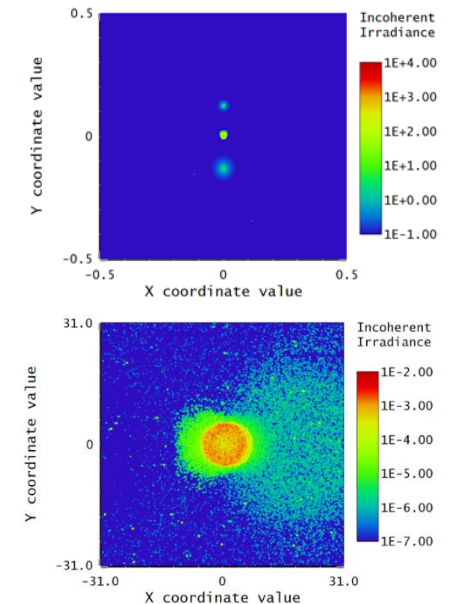 Incoherent
Irradiance
0.5
0
-0.5
Y coordinate value
-0.5 0 0.5
X coordinate value
1E+4.00
1E+3.00
1E+2.00
1E+1.00
1E+0.00
1E-1.00
Incoherent
Irradiance
31.0
0
-31.0
Y coordinate value
-31.0 0 31.0
X coordinate value
1E-2.00
1E-3.00
1E-4.00
1E-5.00
1E-6.00
1E-7.00